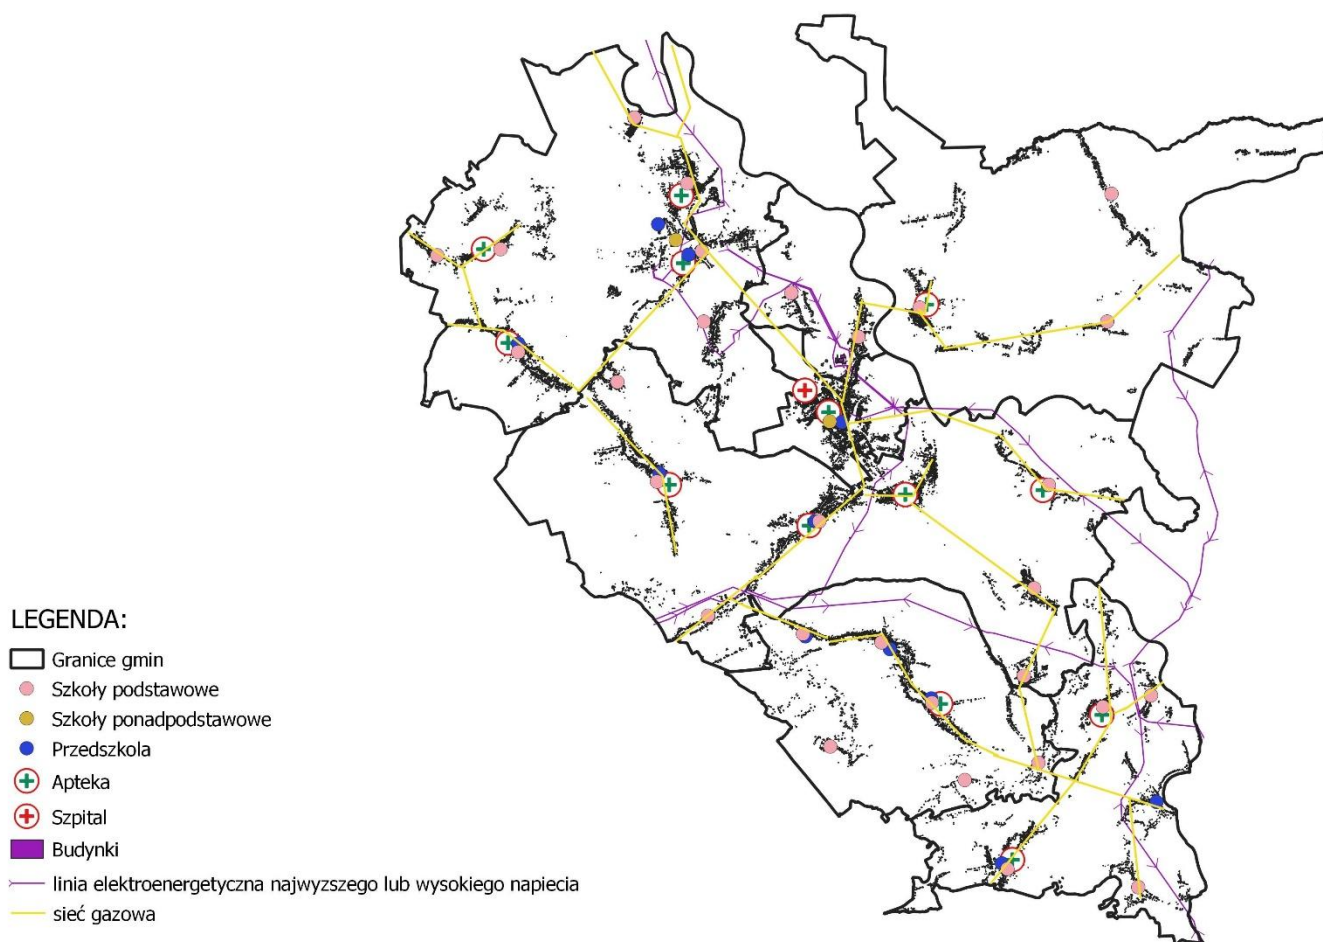 LEGENDA:
Granice gmin
Szkoły podstawowe
Szkoły ponadpodstawowe
Przedszkola
Apteka
Szpital
Budynki
linia elektroenergetyczna najwyzszego lub wysokiego napiecia
sieć gazowa